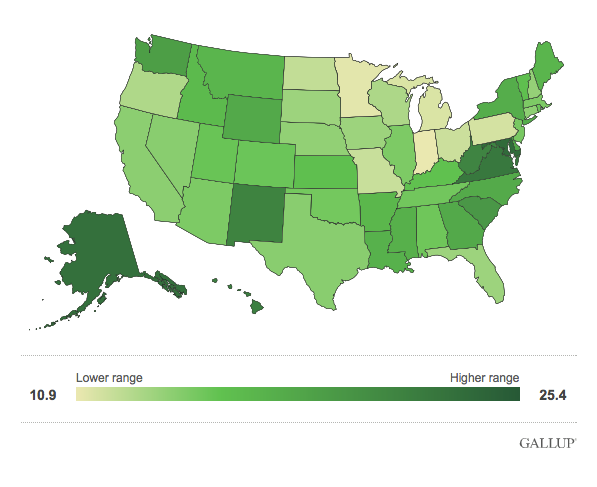 Lower range
Higher range
10.9
25.4
GALLUP®